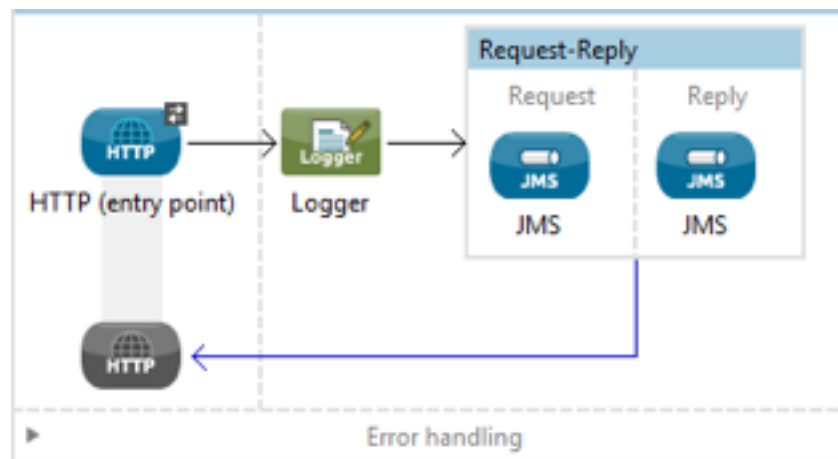 Request-Reply
Request
Reply
HTTP
Logger
JMS
JMS
HTTP (entry point)
Logger
JMS
JMS
HTTP
Error handling